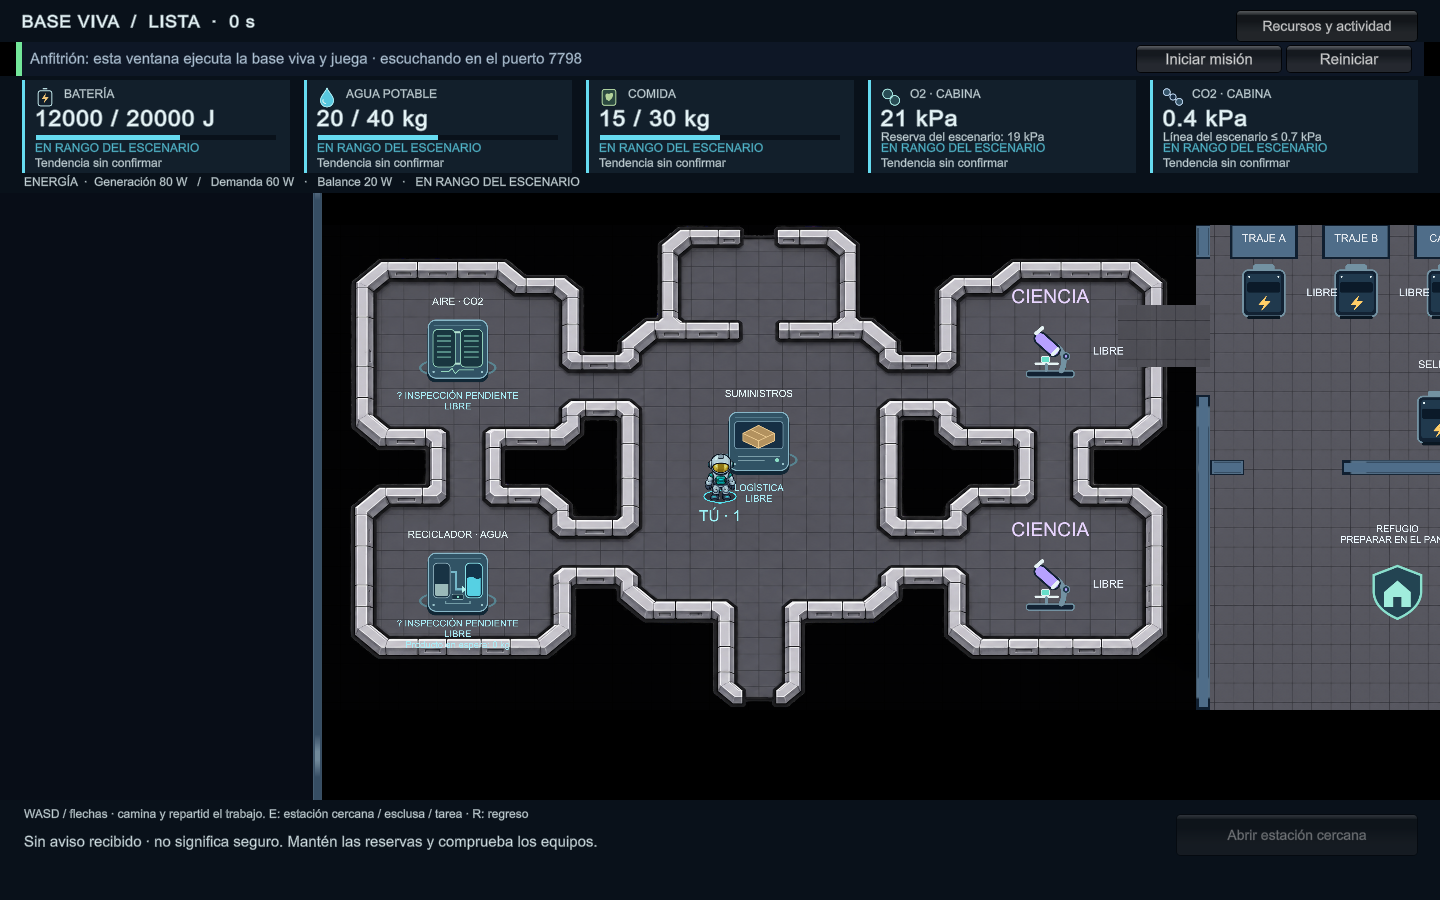 BASE VIVA / LISTA · 0 s
Recursos y actividad
Anfitrión: esta ventana ejecuta la base viva y juega · escuchando en el puerto 7798
Iniciar misión
Reiniciar
BATERÍA
12000 / 20000 J
EN RANGO DEL ESCENARIO
Tendencia sin confirmar
AGUA POTABLE
20 / 40 kg
EN RANGO DEL ESCENARIO
Tendencia sin confirmar
COMIDA
15 / 30 kg
EN RANGO DEL ESCENARIO
Tendencia sin confirmar
O2 · CABINA
21 kPa
Reserva del escenario: 19 kPa
EN RANGO DEL ESCENARIO
Tendencia sin confirmar
CO2 · CABINA
0.4 kPa
Línea del escenario ≤ 0.7 kPa
EN RANGO DEL ESCENARIO
Tendencia sin confirmar
ENERGÍA · Generación 80 W / Demanda 60 W · Balance 20 W · EN RANGO DEL ESCENARIO
TRAJE A
TRAJE B
CA
LIBRE
LIBRE
AIRE · CO2
? INSPECCIÓN PENDIENTE
LIBRE
CIENCIA
LIBRE
SUMINISTROS
LOGÍSTICA
LIBRE
TÚ · 1
SEL
RECICLADOR · AGUA
? INSPECCIÓN PENDIENTE
LIBRE
CIENCIA
LIBRE
REFUGIO
PREPARAR EN EL PAN
WASD / flechas · camina y repartid el trabajo. E: estación cercana / esclusa / tarea · R: regreso
Sin aviso recibido · no significa seguro. Mantén las reservas y comprueba los equipos.
Abrir estación cercana